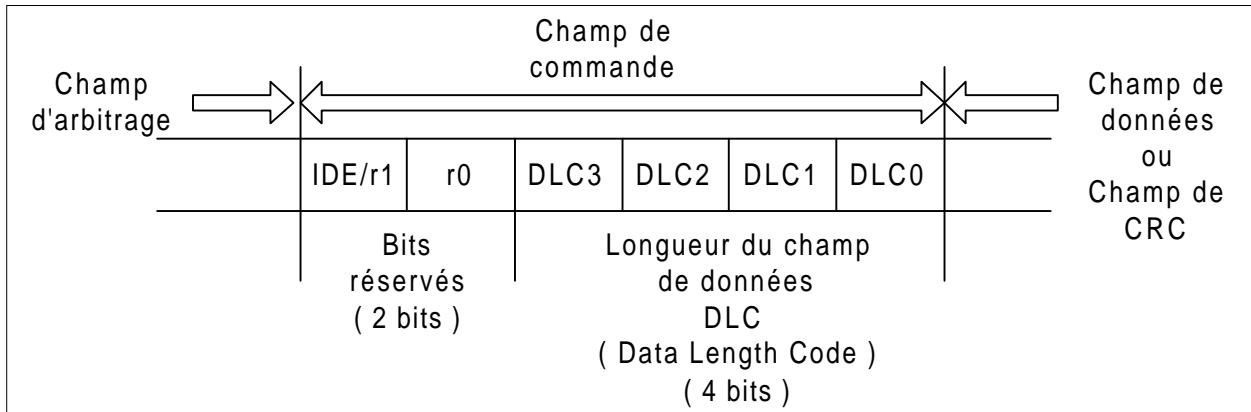 Champ de
commande
Champ
d'arbitrage
Champ de
données
ou
Champ de
CRC
IDE/r1 r0 DLC3 DLC2 DLC1 DLC0
Bits
réservés
( 2 bits )
Longueur du champ
de données
DLC
( Data Length Code )
( 4 bits )